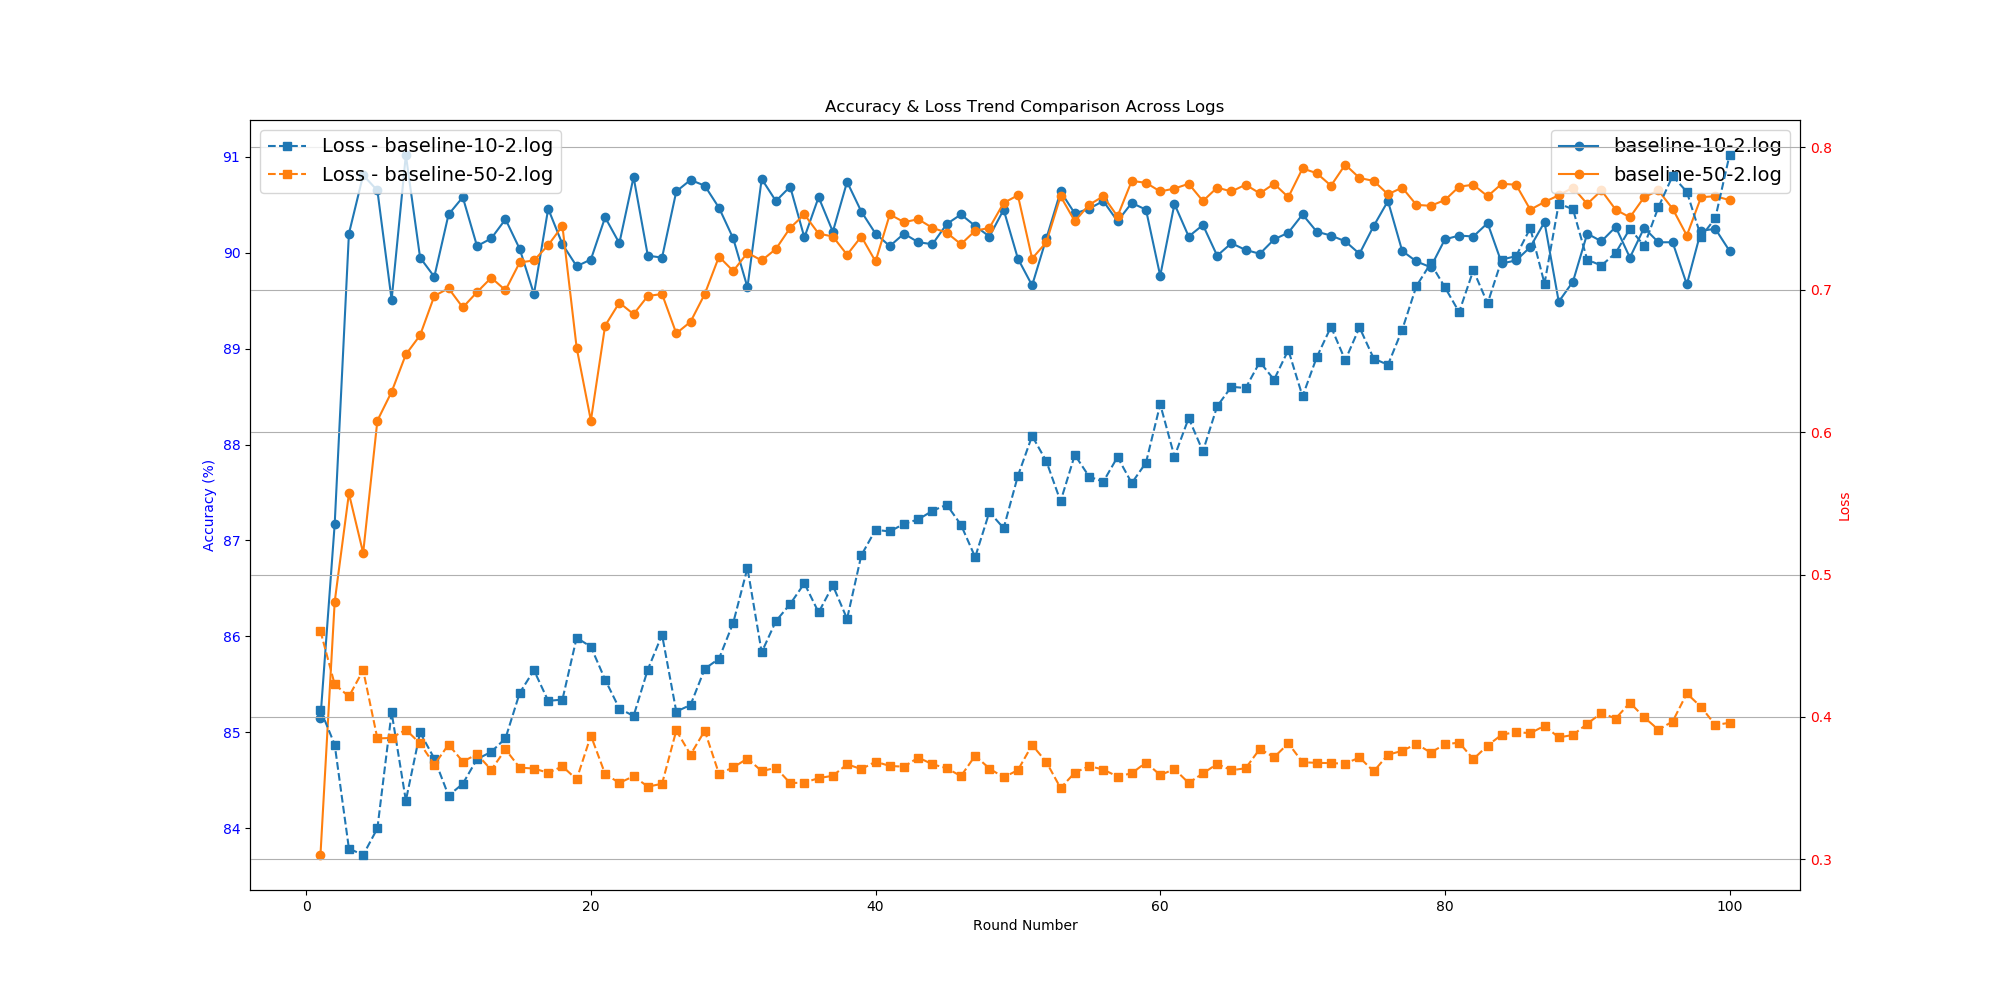 Accuracy & Loss Trend Comparison Across Logs
Loss - baseline-10-2.log
Loss - baseline-50-2.log
baseline-10-2.log
baseline-50-2.log
91
90
89
88
87
86
85
84
Accuracy (%)
0.8
0.7
0.6
0.5
0.4
0.3
Loss
0 20 40 60 80 100
Round Number